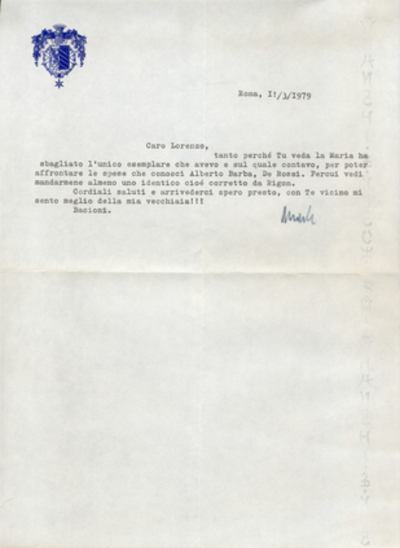 Roma, 11/3/1979
Caro Lorenzo,
tanto perché Tu veda la Maria ha
sbagliato l'unico esemplare che avevo e sul quale contavo, per poter
affrontare le spese che conosci Alberto Barba, De Rossi. Percui vedi
mandarmene almeno uno identico cioé corretto da Rigon.
Cordiali saluti e arrivederci spero presto, con Te vicino mi
sento meglio della mia vecchiaia!!!
Bacioni.